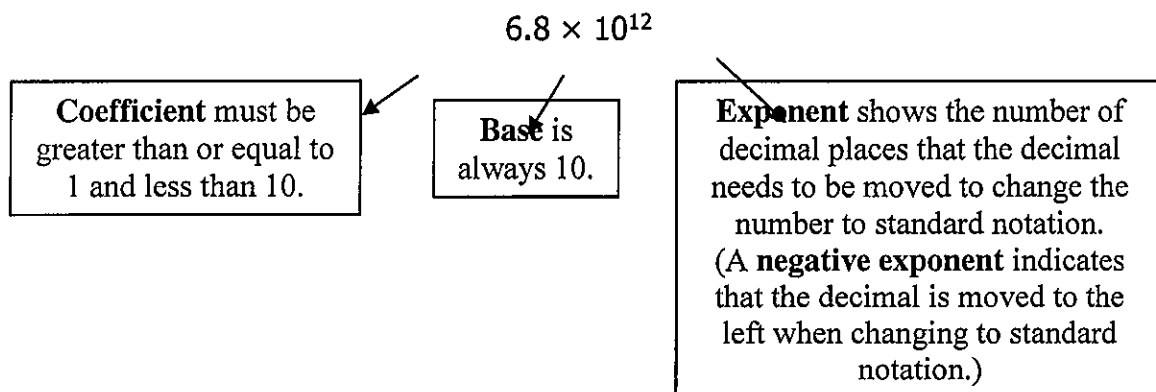 6.8 × 10¹²
Coefficient must be
greater than or equal to
1 and less than 10.
Base is
always 10.
Exponent shows the number of
decimal places that the decimal
needs to be moved to change the
number to standard notation.
(A negative exponent indicates
that the decimal is moved to the
left when changing to standard
notation.)